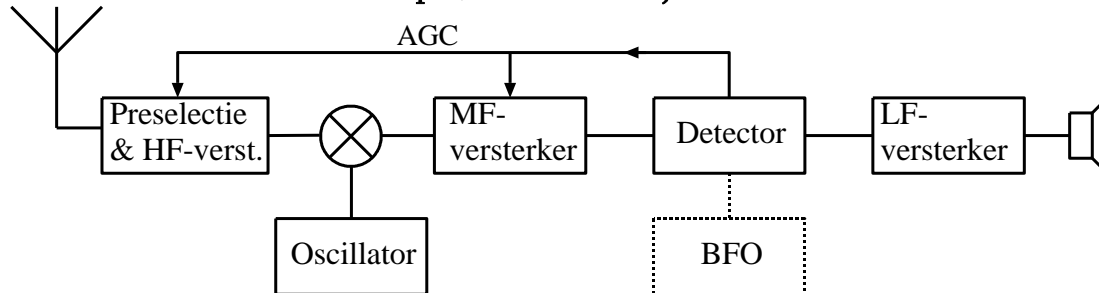 AGC
Preselectie
& HF-verst.
MF-
versterker
Detector
LF-
versterker
Oscillator
BFO